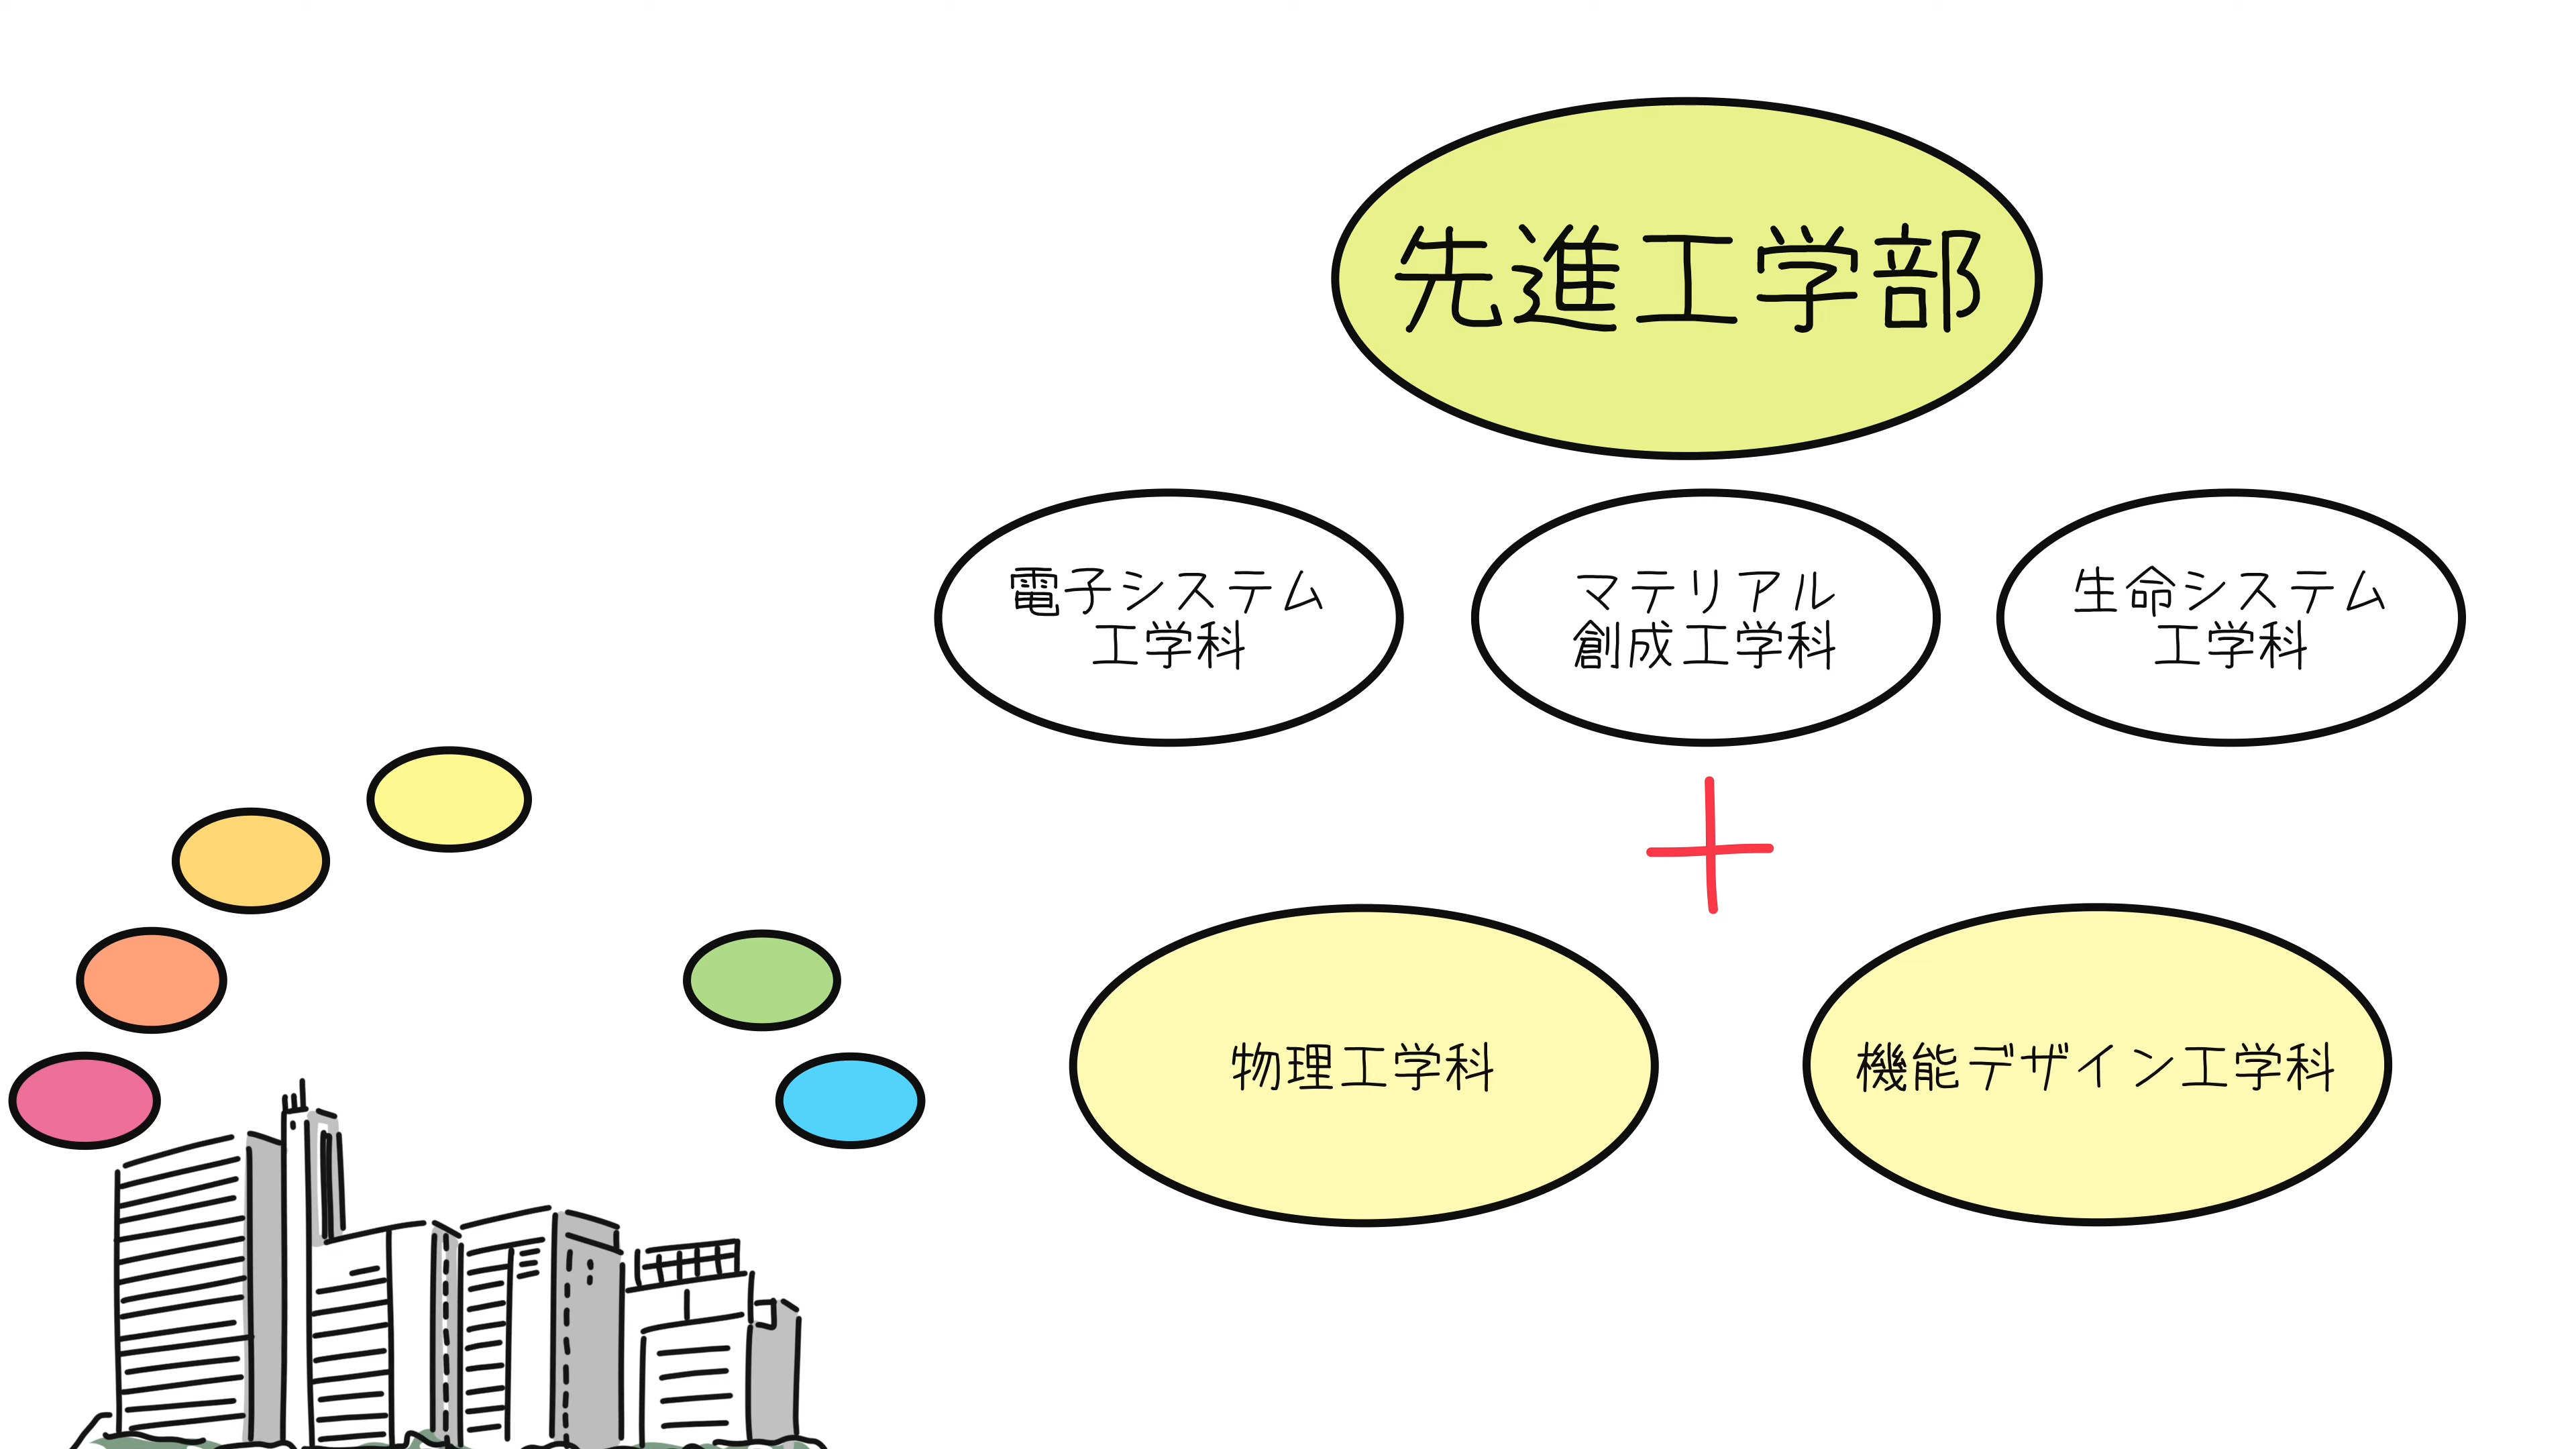 先進工学部
電子システム
工学科
マテリアル
創成工学科
生命システム
工学科
物理工学科
機能デザイン工学科